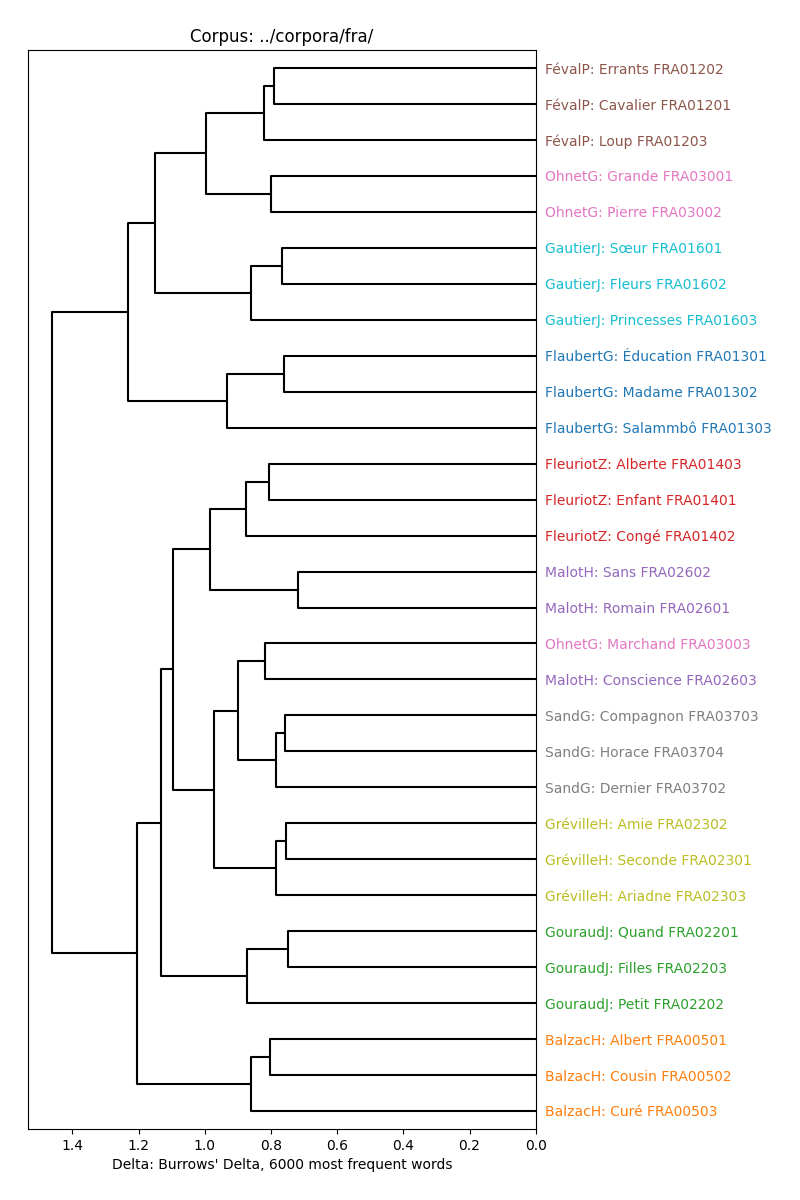 Corpus: ../corpora/fra/
FévalP: Errants FRA01202
FévalP: Cavalier FRA01201
FévalP: Loup FRA01203
OhnetG: Grande FRA03001
OhnetG: Pierre FRA03002
GautierJ: Sœur FRA01601
GautierJ: Fleurs FRA01602
GautierJ: Princesses FRA01603
FlaubertG: Éducation FRA01301
FlaubertG: Madame FRA01302
FlaubertG: Salammbô FRA01303
FleuriotZ: Alberte FRA01403
FleuriotZ: Enfant FRA01401
FleuriotZ: Congé FRA01402
MalotH: Sans FRA02602
MalotH: Romain FRA02601
OhnetG: Marchand FRA03003
MalotH: Conscience FRA02603
SandG: Compagnon FRA03703
SandG: Horace FRA03704
SandG: Dernier FRA03702
GrévilleH: Amie FRA02302
GrévilleH: Seconde FRA02301
GrévilleH: Ariadne FRA02303
GouraudJ: Quand FRA02201
GouraudJ: Filles FRA02203
GouraudJ: Petit FRA02202
BalzacH: Albert FRA00501
BalzacH: Cousin FRA00502
BalzacH: Curé FRA00503
1.4 1.2 1.0 0.8 0.6 0.4 0.2 0.0
Delta: Burrows' Delta, 6000 most frequent words